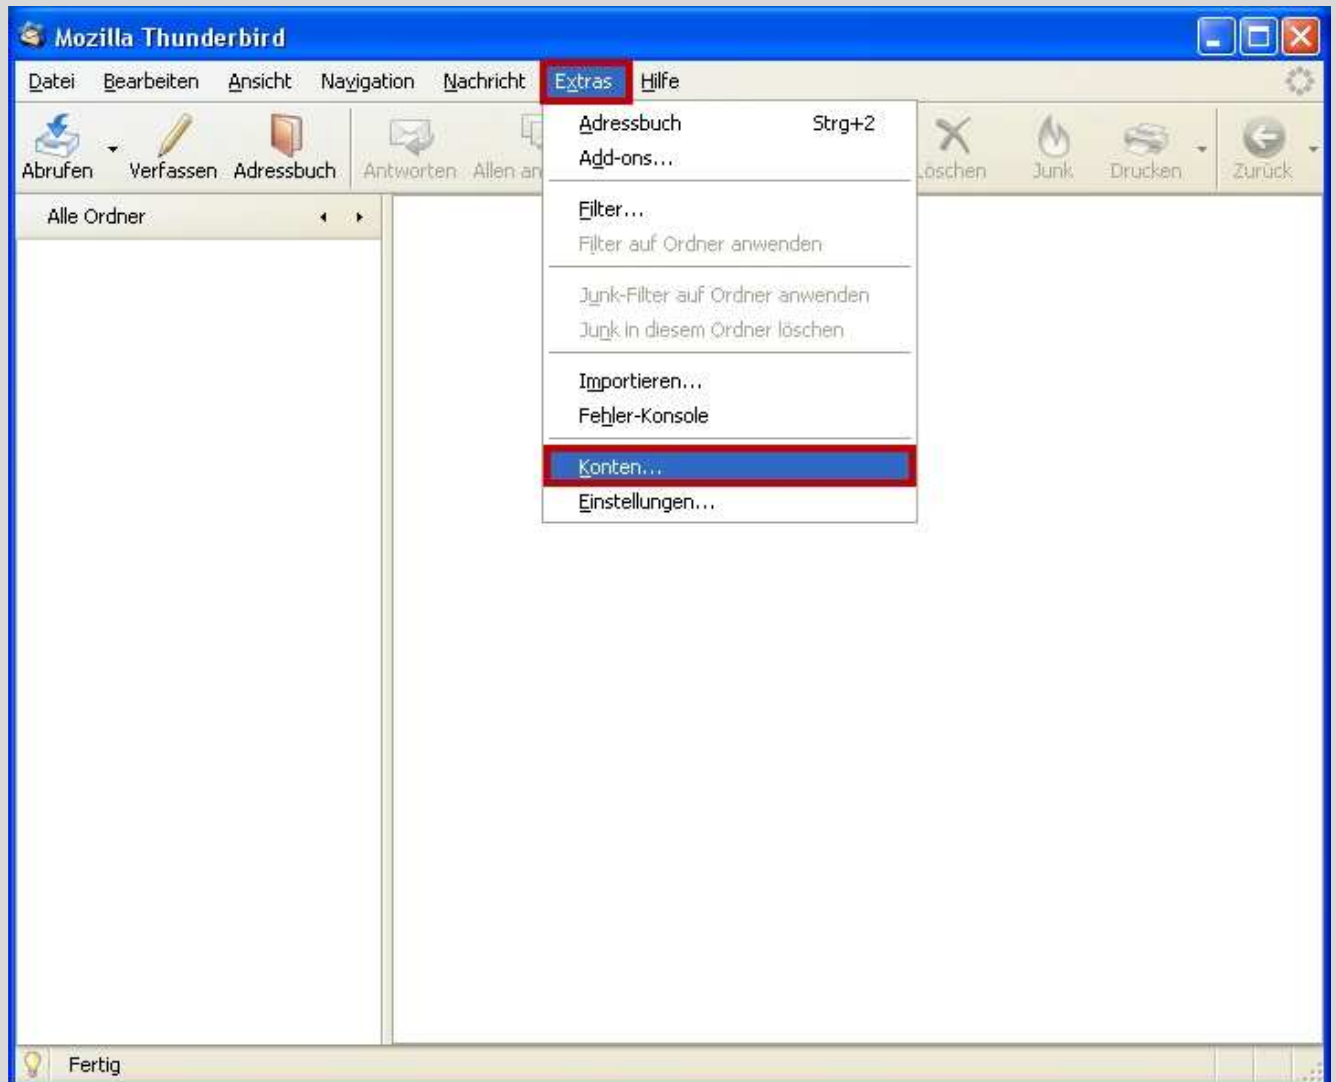 Mozilla Thunderbird
Datei Bearbeiten Ansicht Navigation Nachricht Extras Hilfe
Abrufen Verfassen Adressbuch Antworten Allen Löschen Junk Drucken Zurück
Alle Ordner
Adressbuch Strg+2
Add-ons...
Filter...
Filter auf Ordner anwenden
Junk-Filter auf Ordner anwenden
Junk in diesem Ordner löschen
Importieren...
Fehler-Konsole
Konten...
Einstellungen...
Fertig